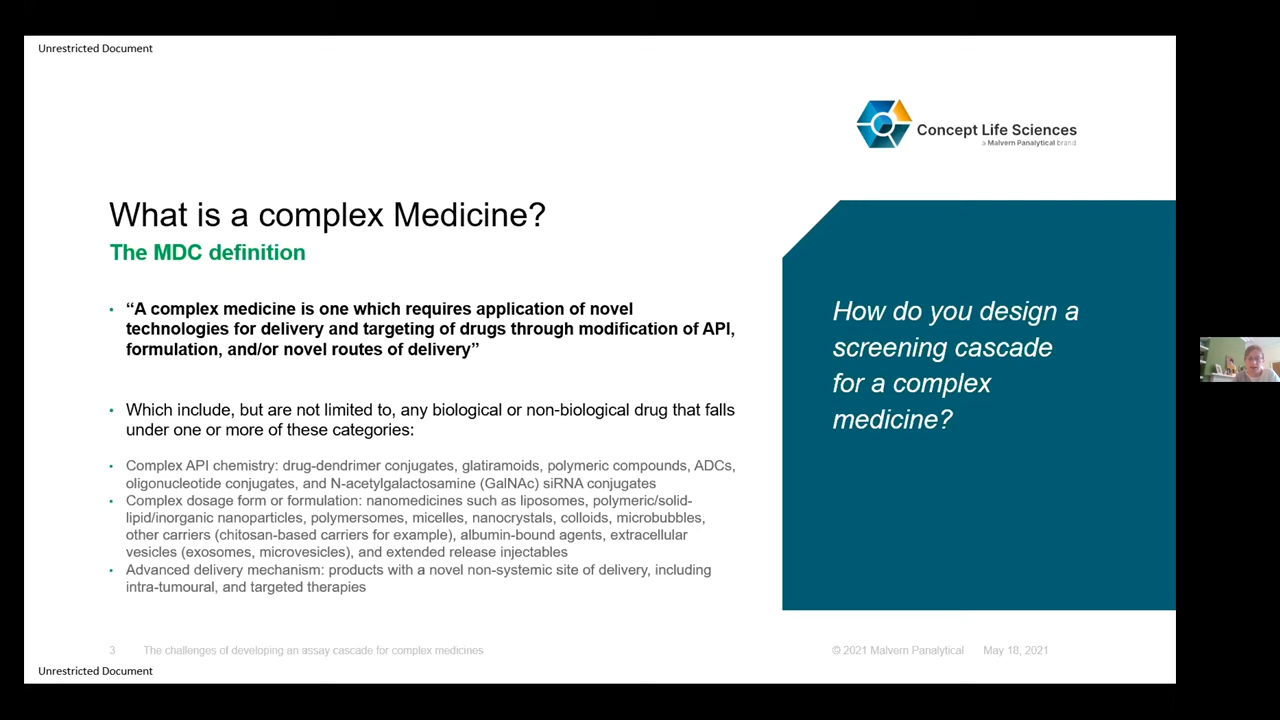 Unrestricted Document
Concept Life Sciences
a Malvern Panalytical brand
What is a complex Medicine?
The MDC definition
• “A complex medicine is one which requires application of novel
technologies for delivery and targeting of drugs through modification of API,
formulation, and/or novel routes of delivery”
• Which include, but are not limited to, any biological or non-biological drug that falls
under one or more of these categories:
• Complex API chemistry: drug-dendrimer conjugates, glatiramoids, polymeric compounds, ADCs,
oligonucleotide conjugates, and N-acetylgalactosamine (GalNAc) siRNA conjugates
• Complex dosage form or formulation: nanomedicines such as liposomes, polymeric/solid-
lipid/inorganic nanoparticles, polymersomes, micelles, nanocrystals, colloids, microbubbles,
other carriers (chitosan-based carriers for example), albumin-bound agents, extracellular
vesicles (exosomes, microvesicles), and extended release injectables
• Advanced delivery mechanism: products with a novel non-systemic site of delivery, including
intra-tumoural, and targeted therapies
How do you design a
screening cascade
for a complex
medicine?
3 The challenges of developing an assay cascade for complex medicines
© 2021 Malvern Panalytical May 18, 2021
Unrestricted Document